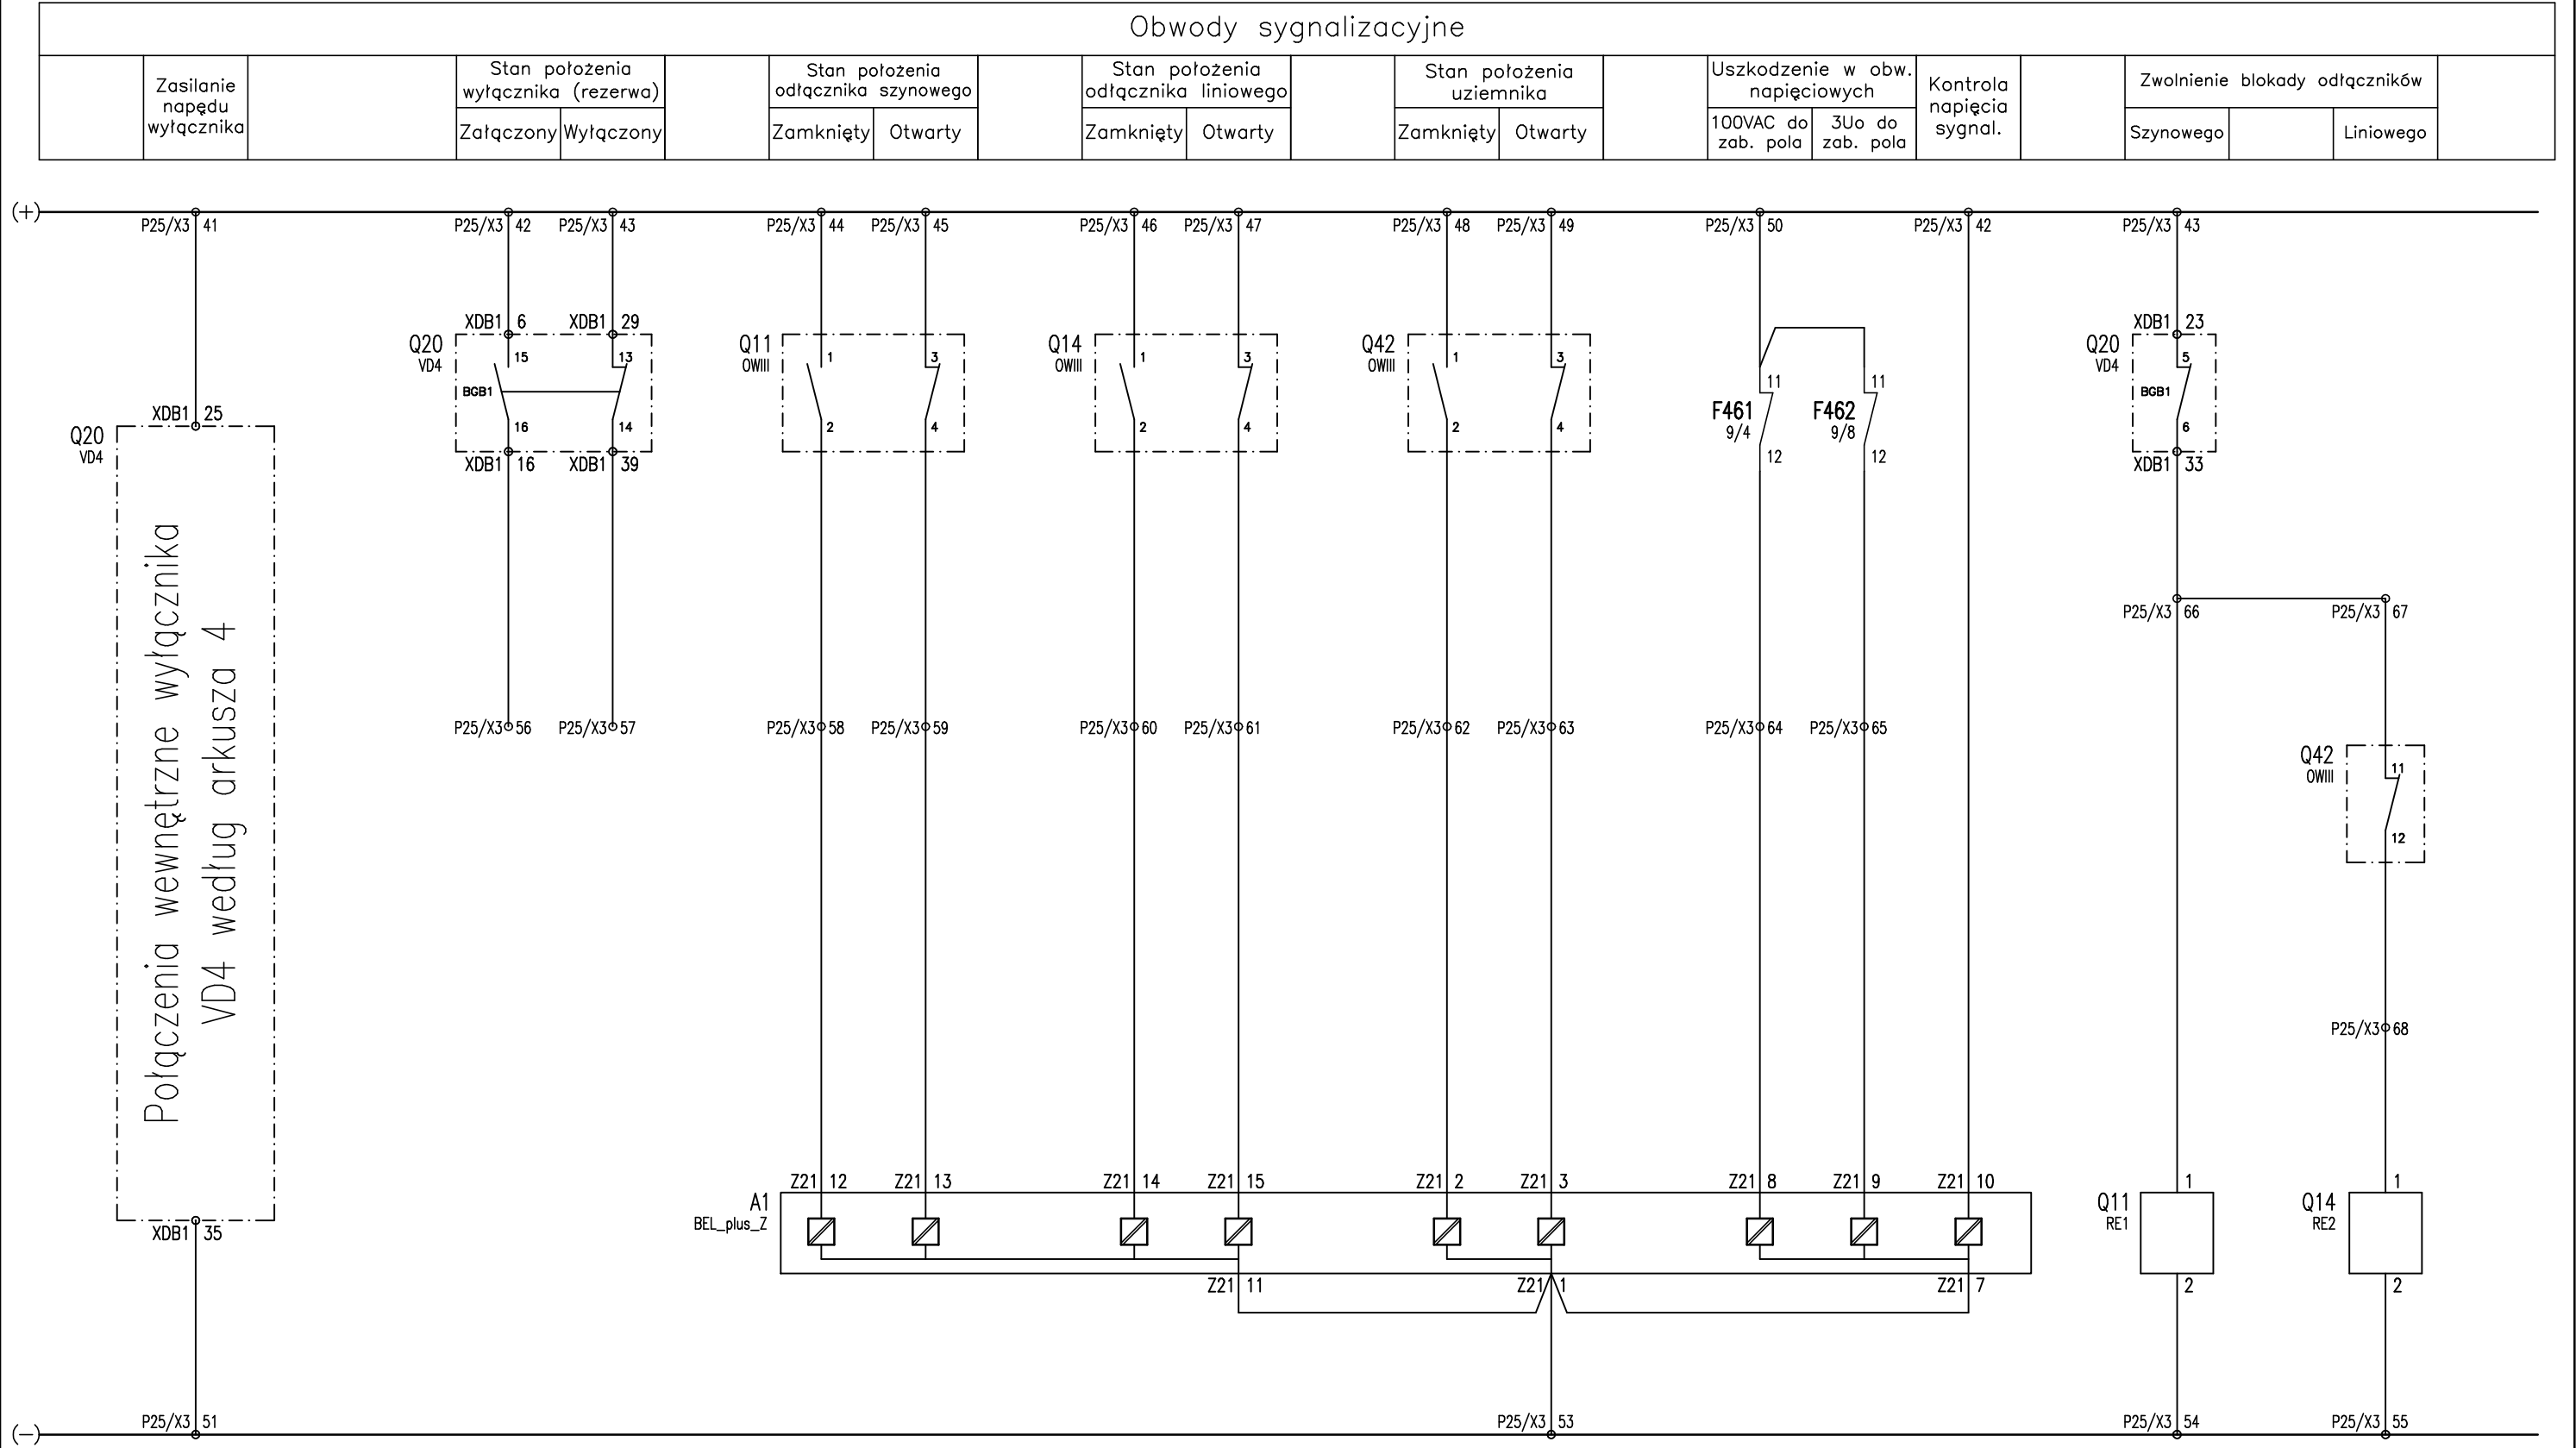 Obwody sygnalizacyjne
Zasilanie
napędu
wyłącznika
Stan położenia
wyłącznika (rezerwa)
Załączony
Wyłączony
Stan położenia
odłącznika szynowego
Zamknięty
Otwarty
Stan położenia
odłącznika liniowego
Zamknięty
Otwarty
Stan położenia
uziemnika
Zamknięty
Otwarty
Uszkodzenie w obw.
napięciowych
100VAC do
zab. pola
3Uo do
zab. pola
Kontrola
napięcia
sygnal.
Zwolnienie blokady odłączników
Szynowego
Liniowego
(+)
P25/X3 41
P25/X3 42
P25/X3 43
P25/X3 44
P25/X3 45
P25/X3 46
P25/X3 47
P25/X3 48
P25/X3 49
P25/X3 50
P25/X3 42
P25/X3 43
XDB1 25
Q20
VD4
Połączenia wewnętrzne wyłącznika
VD4 według arkusza 4
XDB1 35
XDB1 6
XDB1 29
Q20
VD4
BGB1
15
13
16
14
XDB1 16
XDB1 39
Q11
OWIII
1
3
2
4
Q14
OWIII
1
3
2
4
Q42
OWIII
1
3
2
4
11
F461
9/4
12
11
F462
9/8
12
XDB1 23
Q20
VD4
5
BGB1
6
XDB1 33
P25/X3 66
P25/X3 67
P25/X3 56
P25/X3 57
P25/X3 58
P25/X3 59
P25/X3 60
P25/X3 61
P25/X3 62
P25/X3 63
P25/X3 64
P25/X3 65
Q42
OWIII
11
12
P25/X3 68
A1
BEL_plus_Z
Z21 12
Z21 13
Z21 14
Z21 15
Z21 2
Z21 3
Z21 8
Z21 9
Z21 10
Z21 11
Z21 1
Z21 7
Q11
RE1
1
2
Q14
RE2
1
2
(−)
P25/X3 51
P25/X3 53
P25/X3 54
P25/X3 55